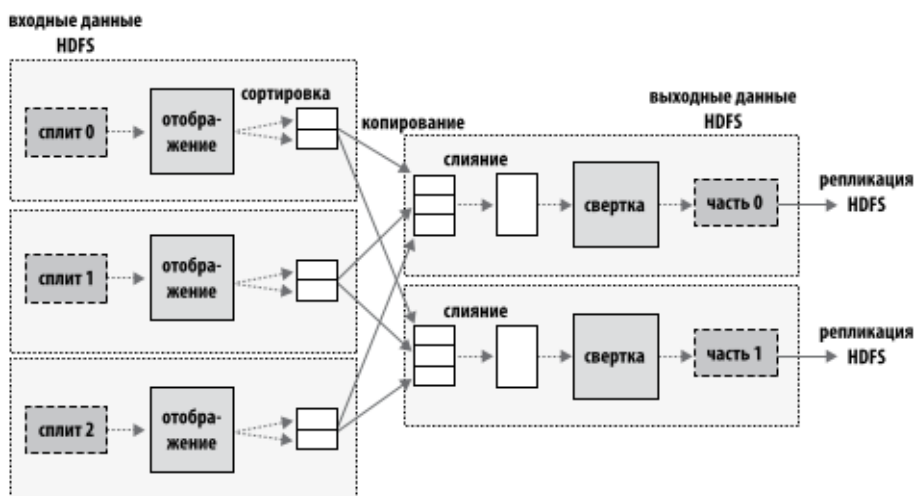 входные данные
HDFS
сплит 0
отобра-
жение
сортировка
копирование
сплит 1
отобра-
жение
сплит 2
отобра-
жение
выходные данные
HDFS
слияние
свертка
часть 0
репликация
HDFS
слияние
свертка
часть 1
репликация
HDFS